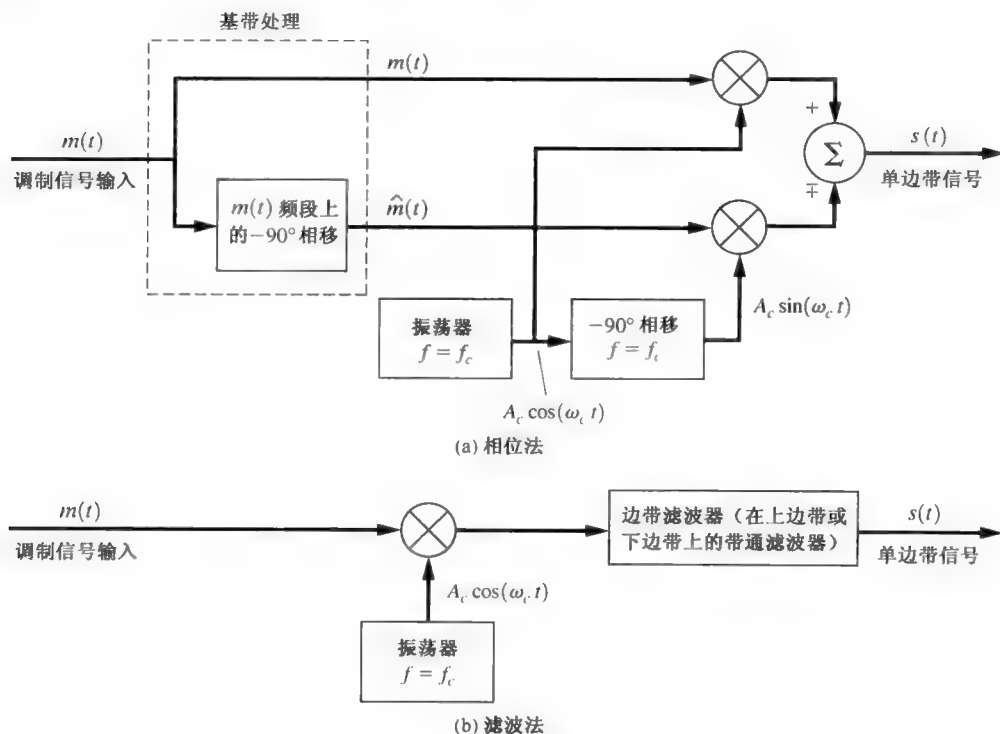 基带处理
m(t)
m(t)
调制信号输入
+
Σ
s(t)
单边带信号
∓
m(t) 频段上
的-90°相移
m̂(t)
A_c sin(ω_c t)
振荡器
f = f_c
-90°相移
f = f_c
A_c cos(ω_c t)
(a) 相位法
m(t)
调制信号输入
边带滤波器（在上边带或
下边带上的带通滤波器）
s(t)
单边带信号
A_c cos(ω_c t)
振荡器
f = f_c
(b) 滤波法